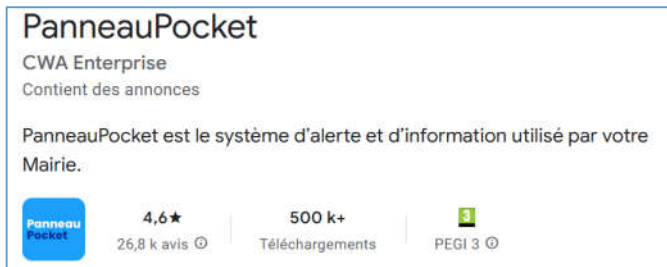 PanneauPocket
CWA Enterprise
Contient des annonces
PanneauPocket est le système d'alerte et d'information utilisé par votre
Mairie.
Panneau
Pocket
4,6★
26,8 k avis ⓘ
500 k+
Téléchargements
3
PEGI 3 ⓘ